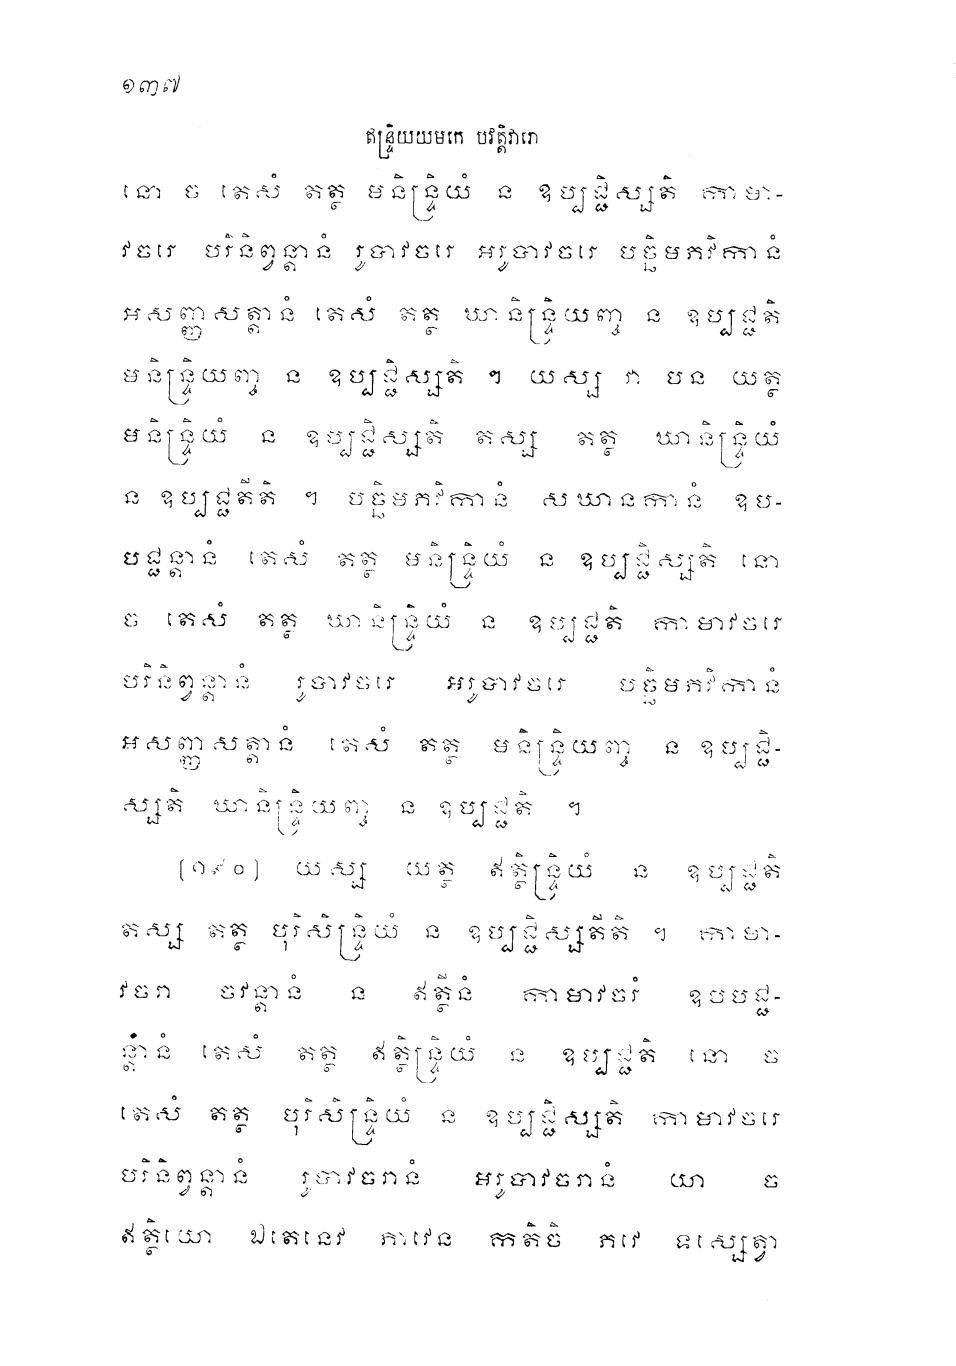 ១៣៧
ឥន្ទ្រិយយមកេ បវត្តិវារោ
នោ ច តេសំ តត្ថ មនិន្ទ្រិយំ ន ឧប្បជ្ជិស្សតិ កាមា-
វចរេ បរិនិព្វន្តានំ រូបាវចរេ អរូបាវចរេ បច្ឆិមភវិកានំ
អសញ្ញសត្តានំ តេសំ តត្ថ ឃានិន្ទ្រិយញ្ច ន ឧប្បជ្ជតិ
មនិន្ទ្រិយញ្ច ន ឧប្បជ្ជិស្សតិ ។ យស្ស វា បន យត្ថ
មនិន្ទ្រិយំ ន ឧប្បជ្ជិស្សតិ តស្ស តត្ថ ឃានិន្ទ្រិយំ
ន ឧប្បជ្ជតីតិ ។ បច្ឆិមភវិកានំ សឃានកានំ ឧប-
បជ្ជន្តានំ តេសំ តត្ថ មនិន្ទ្រិយំ ន ឧប្បជ្ជិស្សតិ នោ
ច តេសំ តត្ថ ឃានិន្ទ្រិយំ ន ឧប្បជ្ជតិ កាមាវចរេ
បរិនិព្វន្តានំ រូបាវចរេ អរូបាវចរេ បច្ឆិមភវិកានំ
អសញ្ញសត្តានំ តេសំ តត្ថ មនិន្ទ្រិយញ្ច ន ឧប្បជ្ជិ-
ស្សតិ ឃានិន្ទ្រិយញ្ច ន ឧប្បជ្ជតិ ។
[១៩០] យស្ស យត្ថ ឥត្ថិន្ទ្រិយំ ន ឧប្បជ្ជតិ
តស្ស តត្ថ បុរិសិន្ទ្រិយំ ន ឧប្បជ្ជិស្សតីតិ ។ កាមា-
វចរា ចវន្តានំ ន ឥត្ថីនំ កាមាវចរំ ឧបបជ្ជ-
ន្តានំ តេសំ តត្ថ ឥត្ថិន្ទ្រិយំ ន ឧប្បជ្ជតិ នោ ច
តេសំ តត្ថ បុរិសិន្ទ្រិយំ ន ឧប្បជ្ជិស្សតិ កាមាវចរេ
បរិនិព្វន្តានំ រូបាវចរានំ អរូបាវចរានំ យា ច
ឥត្ថិយោ ឯតេនេវ ភាវេន កតិចិ ភវេ ទស្សេត្វា